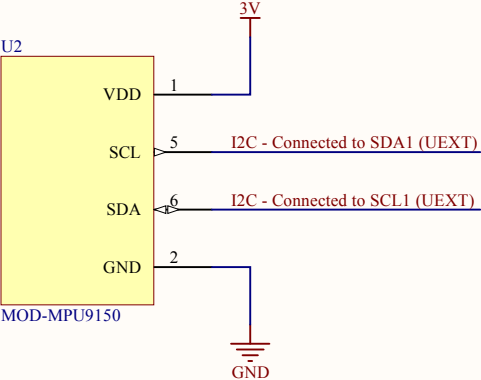 3V
U2
VDD
1
SCL
5
I2C - Connected to SDA1 (UEXT)
SDA
6
I2C - Connected to SCL1 (UEXT)
GND
2
MOD-MPU9150
GND